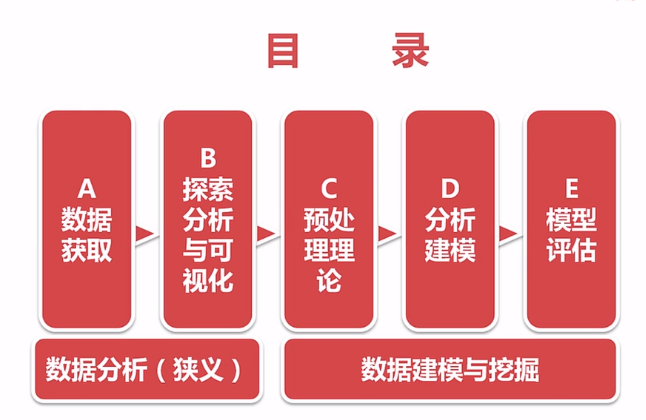 目 录
A
数据
获取
B
探索
分析
与可
视化
C
预处
理理
论
D
分析
建模
E
模型
评估
数据分析（狭义）
数据建模与挖掘